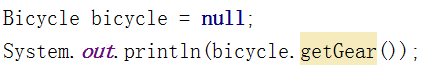 Bicycle bicycle = null;
System.out.println(bicycle.getGear());